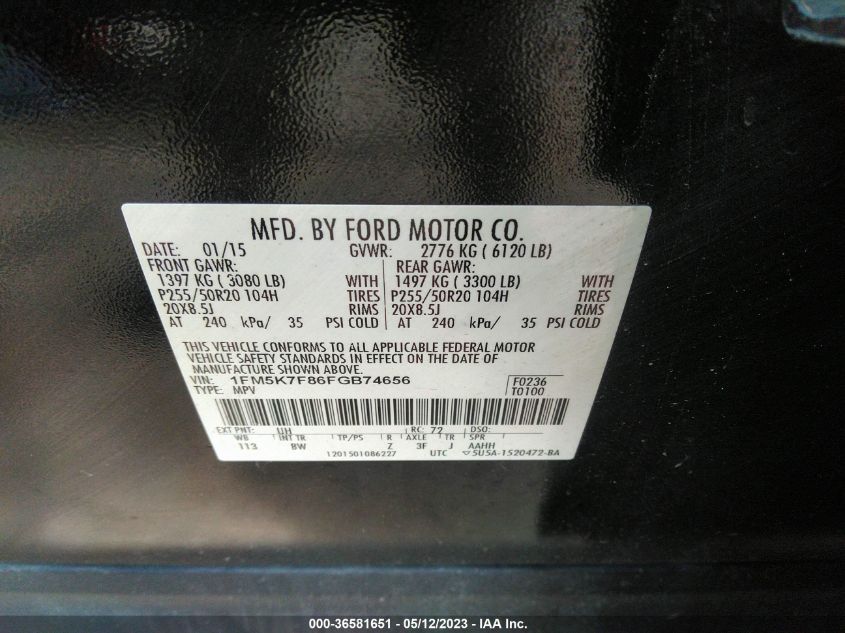 MFD. BY FORD MOTOR CO.
DATE: 01/15 GVWR: 2776 KG ( 6120 LB)
FRONT GAWR: REAR GAWR:
1397 KG ( 3080 LB) WITH 1497 KG ( 3300 LB) WITH
P255/50R20 104H TIRES P255/50R20 104H TIRES
20X8.5J RIMS 20X8.5J RIMS
AT 240 kPa/ 35 PSI COLD AT 240 kPa/ 35 PSI COLD
THIS VEHICLE CONFORMS TO ALL APPLICABLE FEDERAL MOTOR
VEHICLE SAFETY STANDARDS IN EFFECT ON THE DATE OF
MANUFACTURE SHOWN ABOVE.
VIN: 1FM5K7F86FGB74656 F0236
TYPE: MPV T0100
EXT PNT: UH RC: 72 DSO:
WB INT TR TP/PS R AXLE TR SPR
113 8W Z 3F J AAHH
1201501086227 UTC 5U5A-1520472-BA
000-36581651 - 05/12/2023 - IAA Inc.